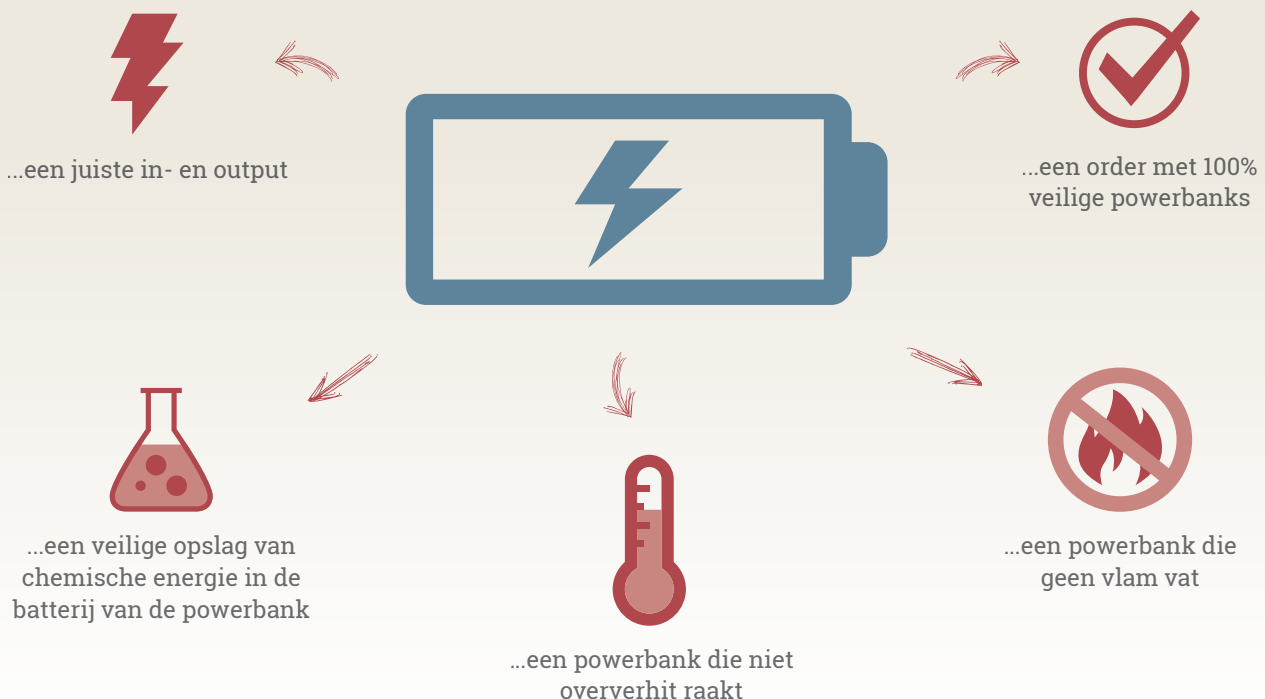 ...een juiste in- en output
...een order met 100%
veilige powerbanks
...een veilige opslag van
chemische energie in de
batterij van de powerbank
...een powerbank die niet
oververhit raakt
...een powerbank die
geen vlam vat